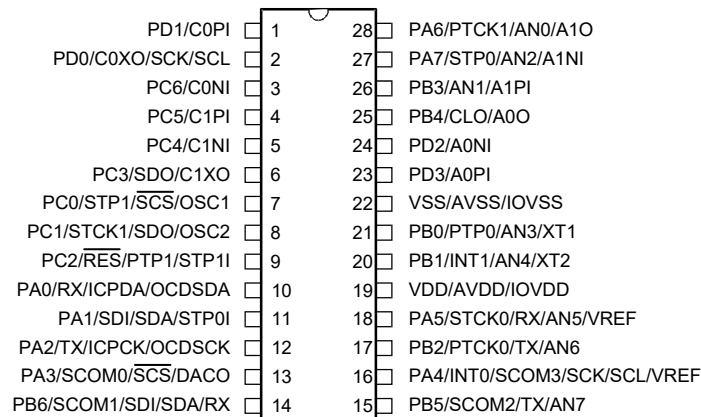 PD1/C0PI 1 28 PA6/PTCK1/AN0/A1O
PD0/C0XO/SCK/SCL 2 27 PA7/STP0/AN2/A1NI
PC6/C0NI 3 26 PB3/AN1/A1PI
PC5/C1PI 4 25 PB4/CLO/A0O
PC4/C1NI 5 24 PD2/A0NI
PC3/SDO/C1XO 6 23 PD3/A0PI
PC0/STP1/SCS/OSC1 7 22 VSS/AVSS/IOVSS
PC1/STCK1/SDO/OSC2 8 21 PB0/PTP0/AN3/XT1
PC2/RES/PTP1/STP1I 9 20 PB1/INT1/AN4/XT2
PA0/RX/ICPDA/OCDSDA 10 19 VDD/AVDD/IOVDD
PA1/SDI/SDA/STP0I 11 18 PA5/STCK0/RX/AN5/VREF
PA2/TX/ICPCK/OCDSCK 12 17 PB2/PTCK0/TX/AN6
PA3/SCOM0/SCS/DACO 13 16 PA4/INT0/SCOM3/SCK/SCL/VREF
PB6/SCOM1/SDI/SDA/RX 14 15 PB5/SCOM2/TX/AN7